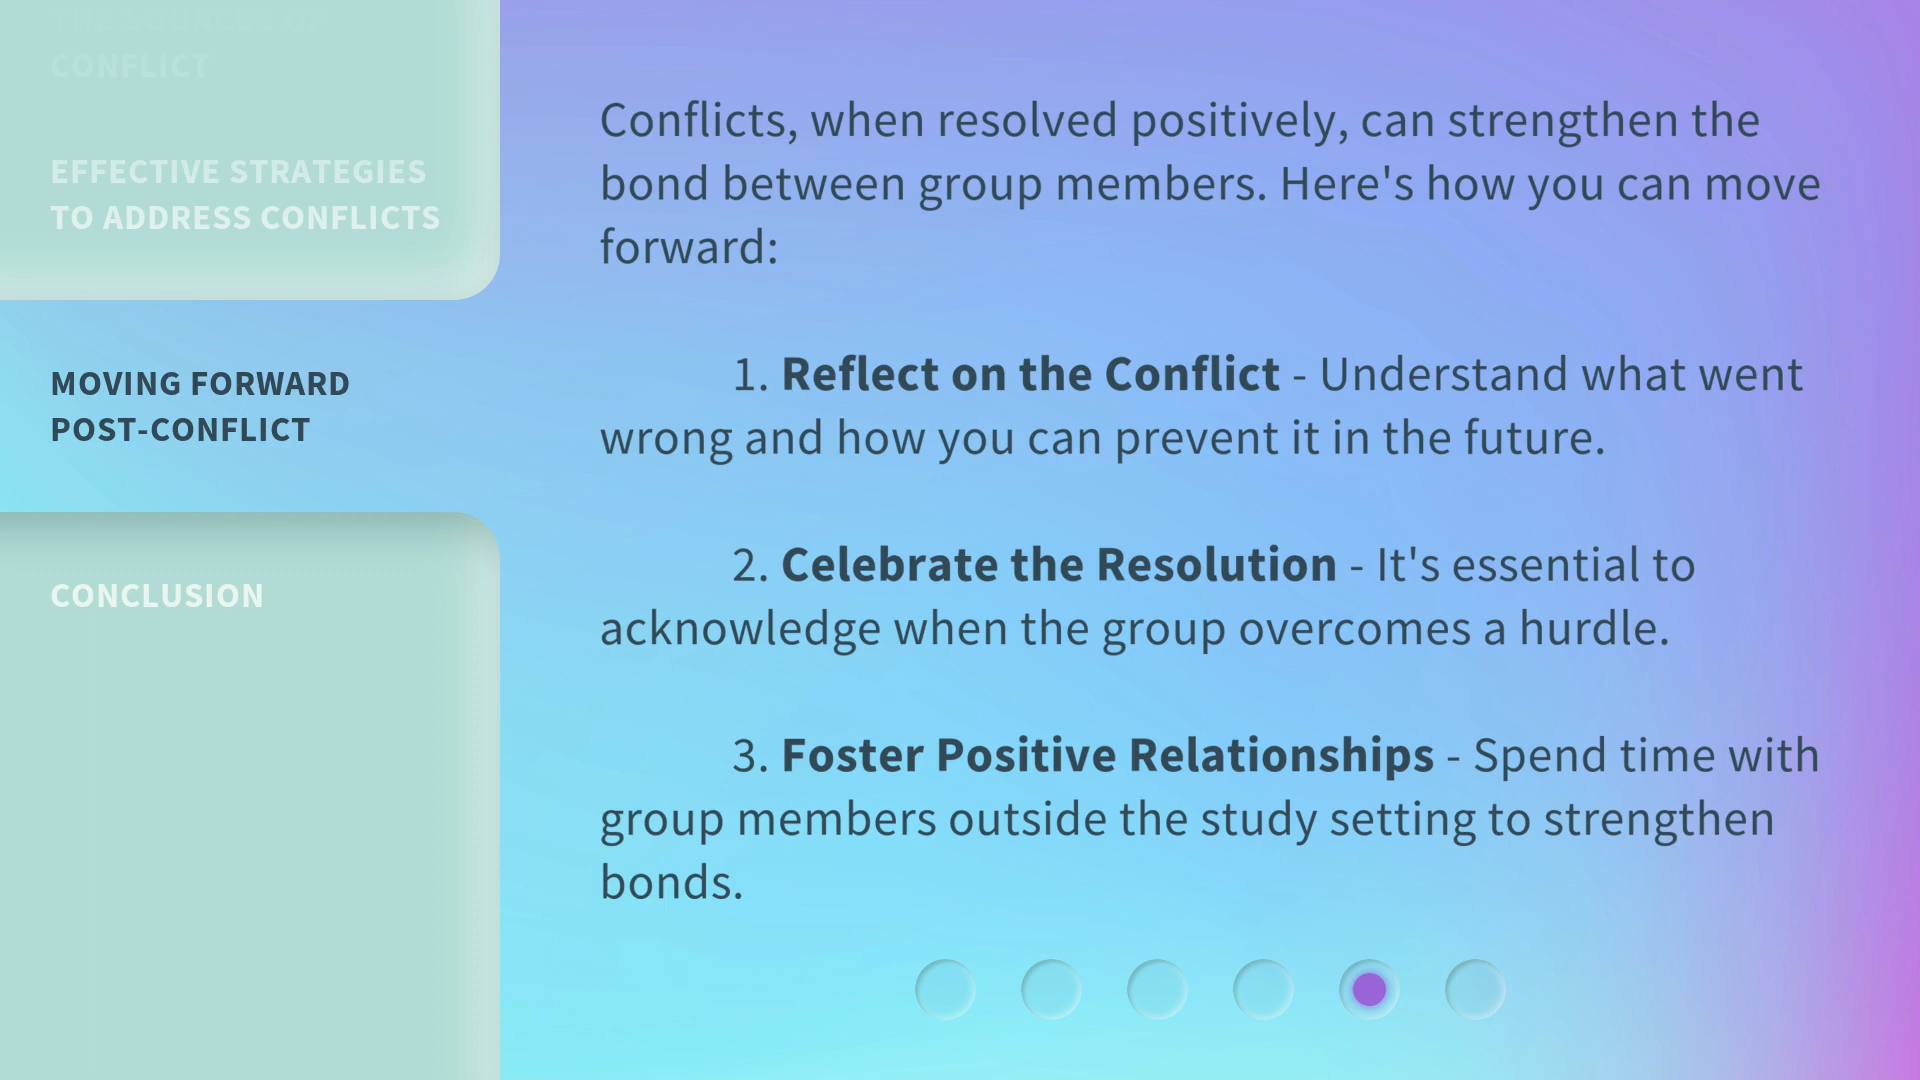 THE SOURCES OF
CONFLICT
EFFECTIVE STRATEGIES
TO ADDRESS CONFLICTS
MOVING FORWARD
POST-CONFLICT
CONCLUSION
Conflicts, when resolved positively, can strengthen the
bond between group members. Here's how you can move
forward:
1. Reflect on the Conflict - Understand what went
wrong and how you can prevent it in the future.
2. Celebrate the Resolution - It's essential to
acknowledge when the group overcomes a hurdle.
3. Foster Positive Relationships - Spend time with
group members outside the study setting to strengthen
bonds.